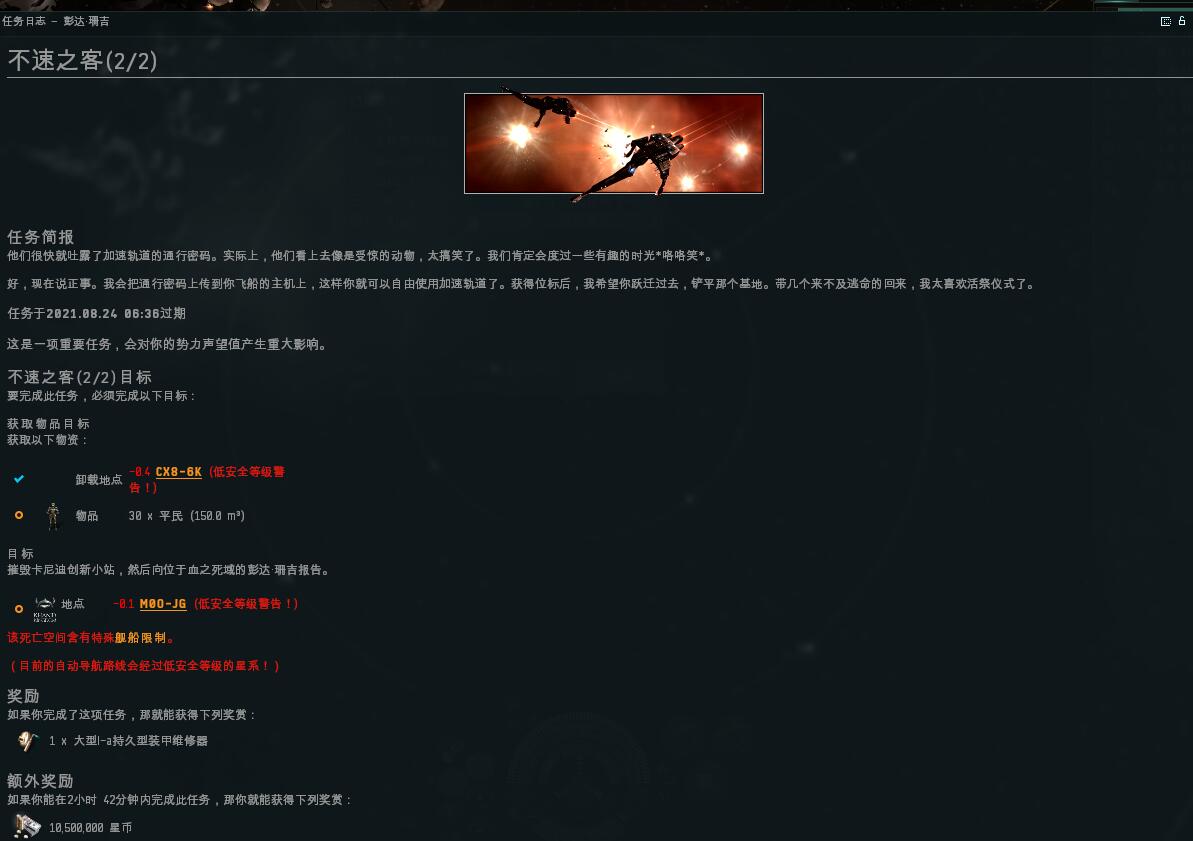 任务日志 - 彭达·珊吉
不速之客(2/2)
任务简报
他们很快就吐露了加速轨道的通行密码。实际上，他们看上去像是受惊的动物，太搞笑了。我们肯定会度过一些有趣的时光*咯咯笑*。
好，现在说正事。我会把通行密码上传到你飞船的主机上，这样你就可以自由使用加速轨道了。获得位标后，我希望你跃迁过去，铲平那个基地。带几个来不及逃命的回来，我太喜欢活祭仪式了。
任务于2021.08.24 06:36过期
这是一项重要任务，会对你的势力声望值产生重大影响。
不速之客(2/2)目标
要完成此任务，必须完成以下目标：
获取物品目标
获取以下物资：
卸载地点 -0.4 CX8-6K (低安全等级警
告！)
物品 30 x 平民 (150.0 m³)
目标
摧毁卡尼迪创新小站，然后向位于血之死域的彭达·珊吉报告。
地点 -0.1 M0O-JG (低安全等级警告！)
KHANID
KINGDOM
该死亡空间含有特殊舰船限制。
（目前的自动导航路线会经过低安全等级的星系！）
奖励
如果你完成了这项任务，那就能获得下列奖赏：
1 x 大型I-a持久型装甲维修器
额外奖励
如果你能在2小时 42分钟内完成此任务，那你就能获得下列奖赏：
10,500,000 星币